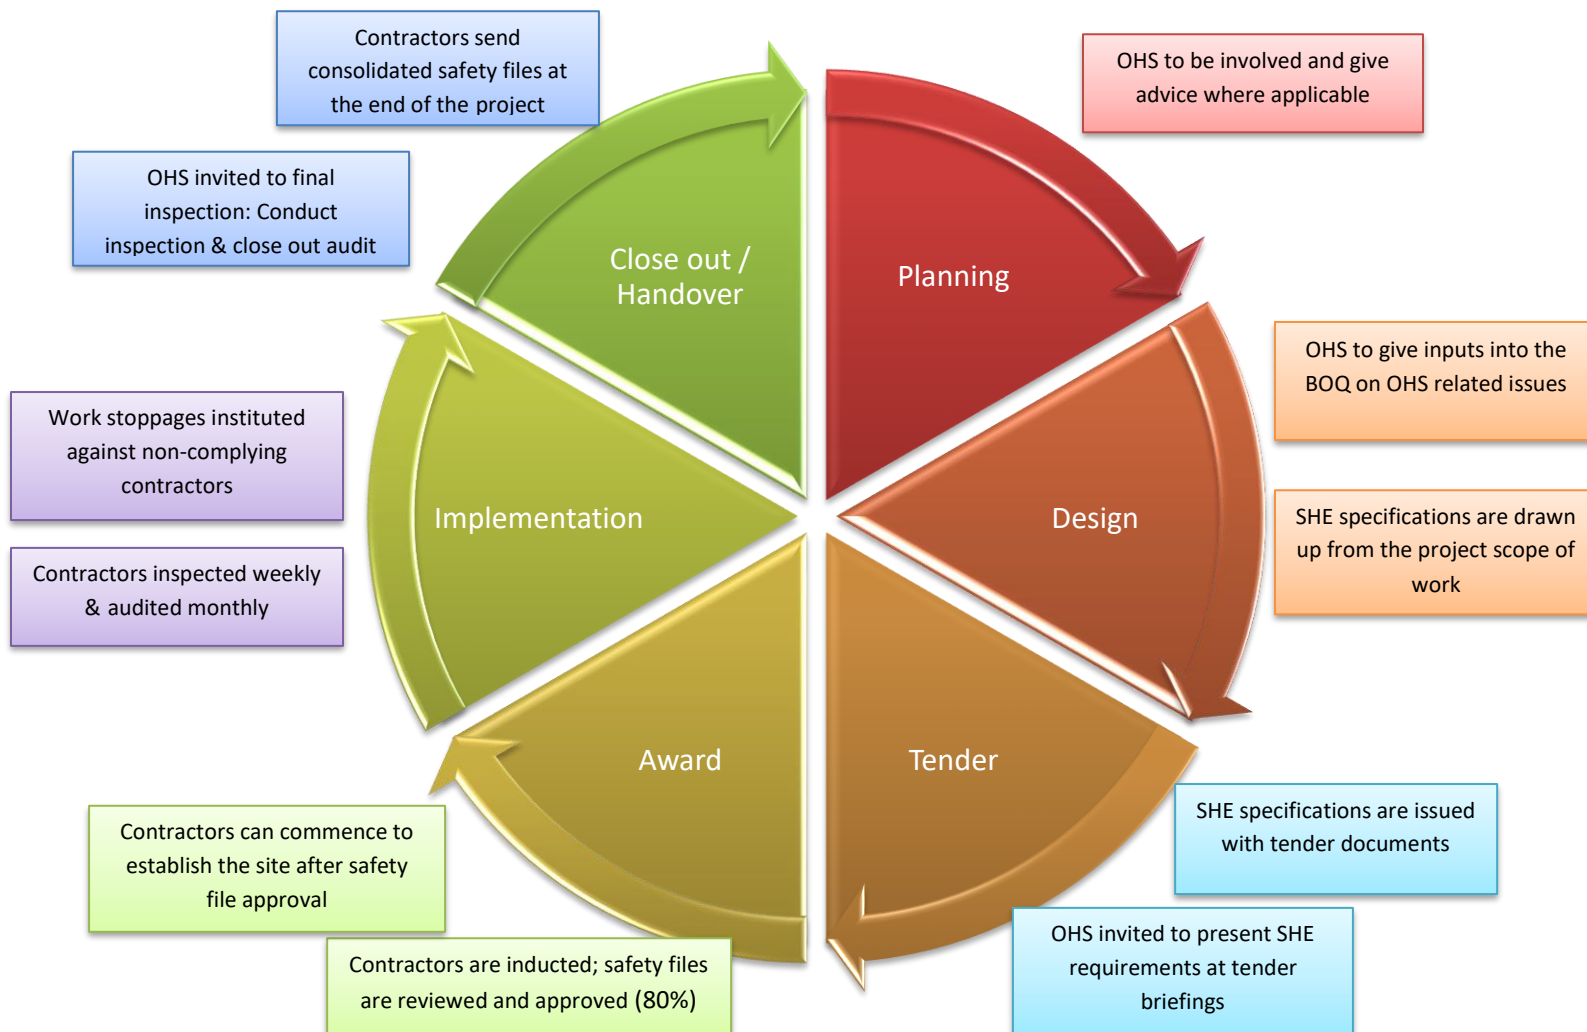 Contractors send
consolidated safety files at
the end of the project
OHS to be involved and give
advice where applicable
OHS invited to final
inspection: Conduct
inspection & close out audit
Close out /
Handover
Planning
OHS to give inputs into the
BOQ on OHS related issues
Work stoppages instituted
against non-complying
contractors
Implementation
Design
SHE specifications are drawn
up from the project scope of
work
Contractors inspected weekly
& audited monthly
Award
Tender
SHE specifications are issued
with tender documents
Contractors can commence to
establish the site after safety
file approval
OHS invited to present SHE
requirements at tender
briefings
Contractors are inducted; safety files
are reviewed and approved (80%)